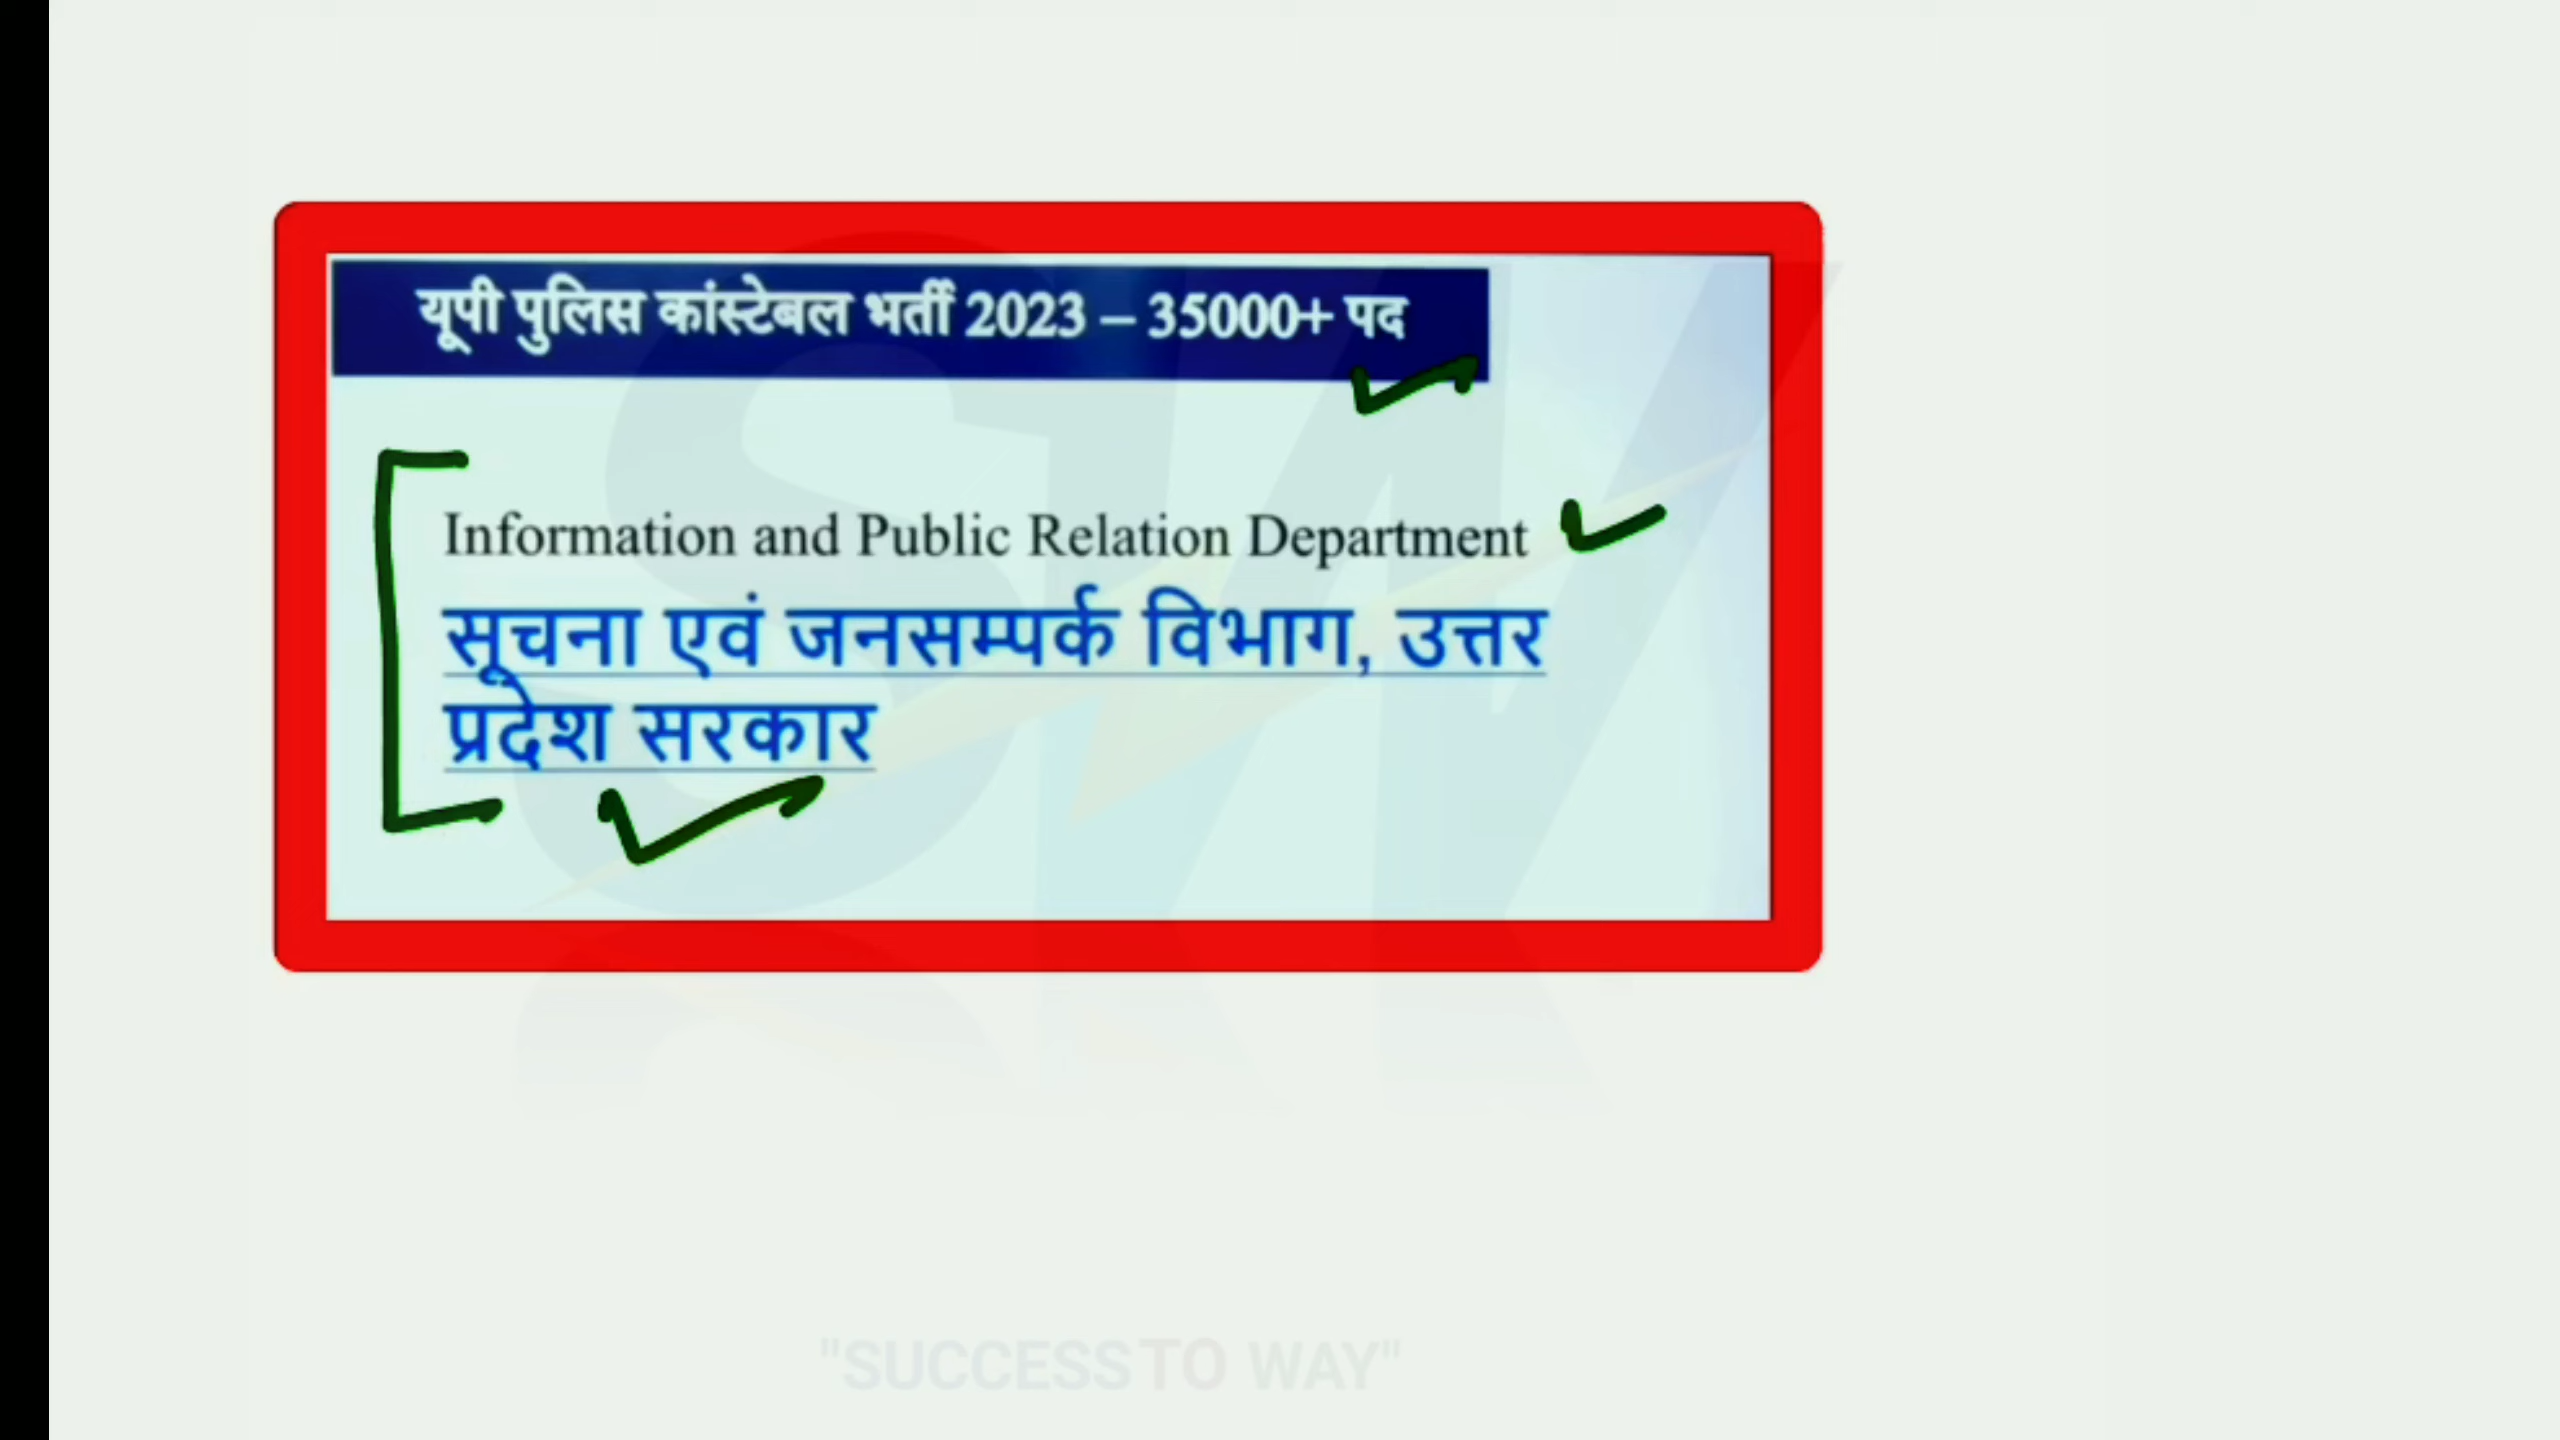 यूपी पुलिस कांस्टेबल भर्ती 2023 – 35000+ पद
Information and Public Relation Department
सूचना एवं जनसम्पर्क विभाग, उत्तर
प्रदेश सरकार
"SUCCESS TO WAY"